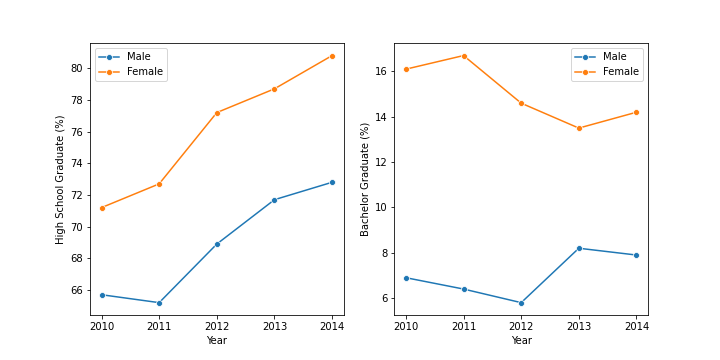 Male
Female
80
78
76
74
72
70
68
66
High School Graduate (%)
2010 2011 2012 2013 2014
Year
Male
Female
16
14
12
10
8
6
Bachelor Graduate (%)
2010 2011 2012 2013 2014
Year